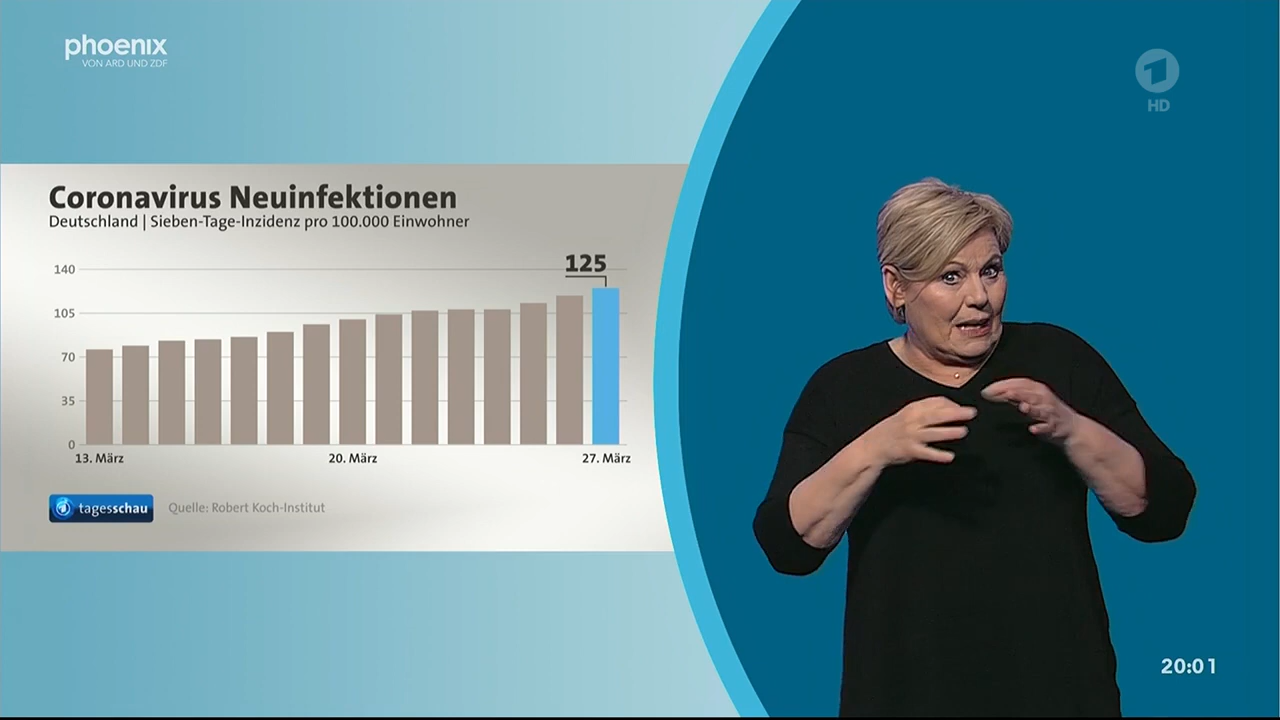 phoenix
VON ARD UND ZDF
1
HD
Coronavirus Neuinfektionen
Deutschland | Sieben-Tage-Inzidenz pro 100.000 Einwohner
125
140
105
70
35
0
13. März
20. März
27. März
tagesschau
Quelle: Robert Koch-Institut
20:01